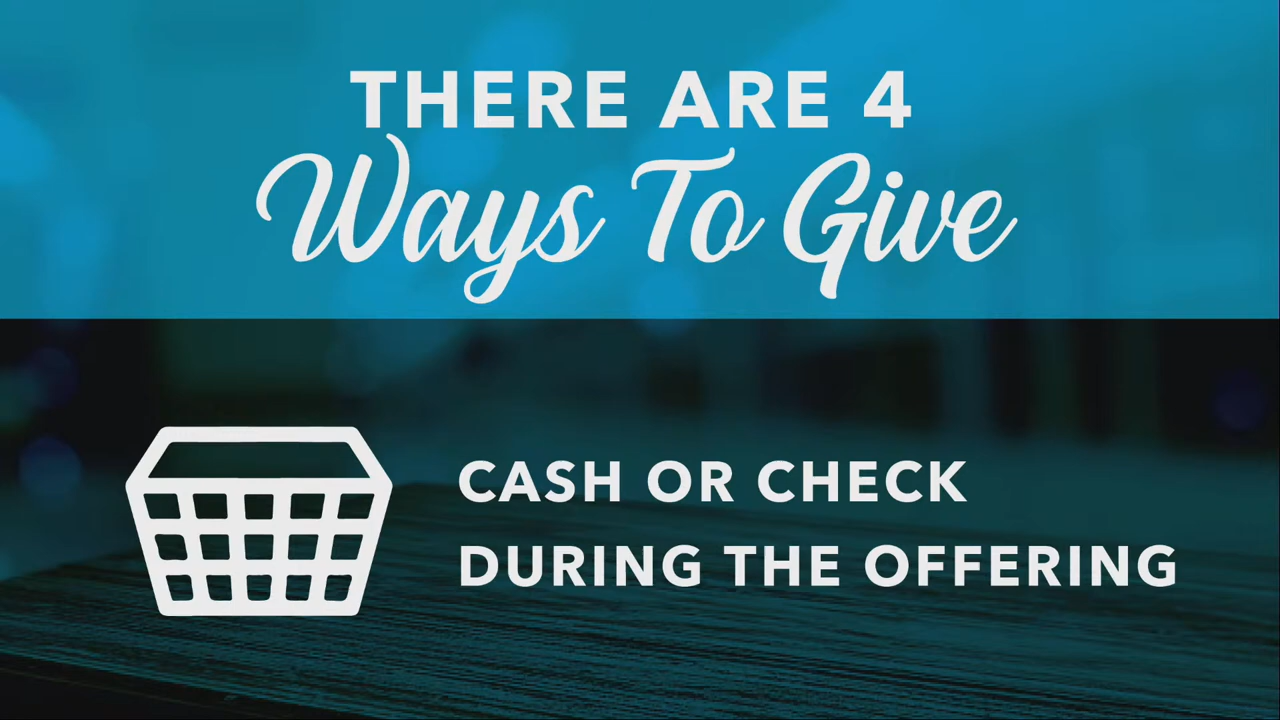 THERE ARE 4
Ways To Give
CASH OR CHECK
DURING THE OFFERING